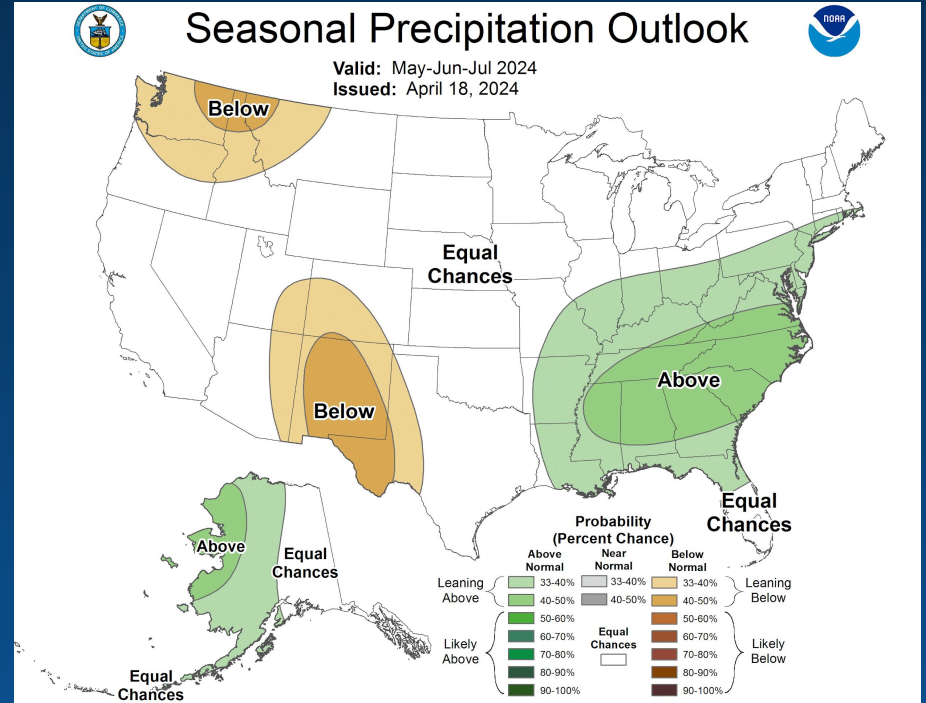 Seasonal Precipitation Outlook
NOAA
Valid: May-Jun-Jul 2024
Issued: April 18, 2024
Below
Equal
Chances
Below
Above
Equal
Chances
Above
Equal
Chances
Equal
Chances
Probability
(Percent Chance)
Above
Normal
Near
Normal
Below
Normal
Leaning
Above
33-40%
33-40%
33-40%
Leaning
Below
40-50%
40-50%
40-50%
50-60%
50-60%
60-70%
Equal
Chances
60-70%
Likely
Above
70-80%
70-80%
Likely
Below
80-90%
80-90%
90-100%
90-100%